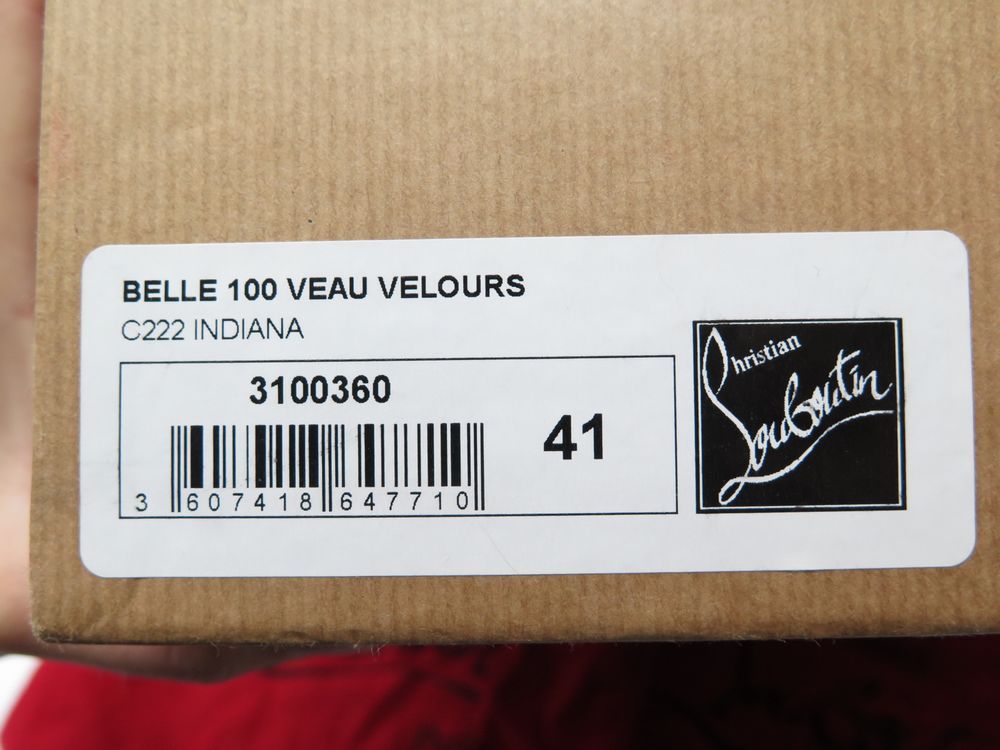 BELLE 100 VEAU VELOURS
C222 INDIANA
3100360
41
3 607418 647710
Christian
Louboutin